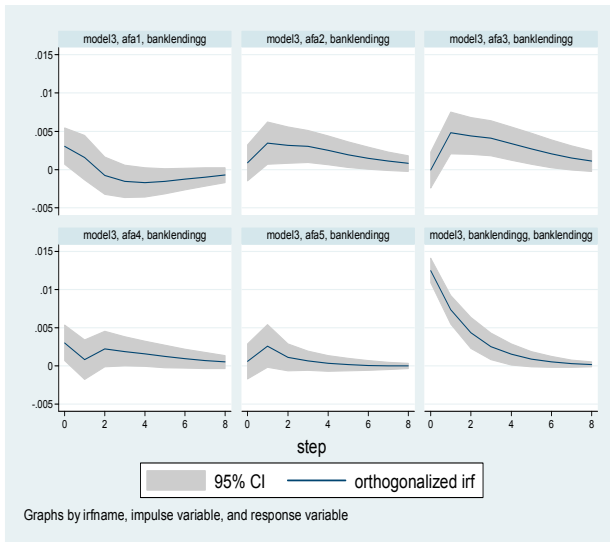 model3, afa1, banklendingg
model3, afa2, banklendingg
model3, afa3, banklendingg
.015
.01
.005
0
-.005
model3, afa4, banklendingg
model3, afa5, banklendingg
model3, banklendingg, banklendingg
.015
.01
.005
0
-.005
0 2 4 6 8
0 2 4 6 8
0 2 4 6 8
step
95% CI
orthogonalized irf
Graphs by irfname, impulse variable, and response variable